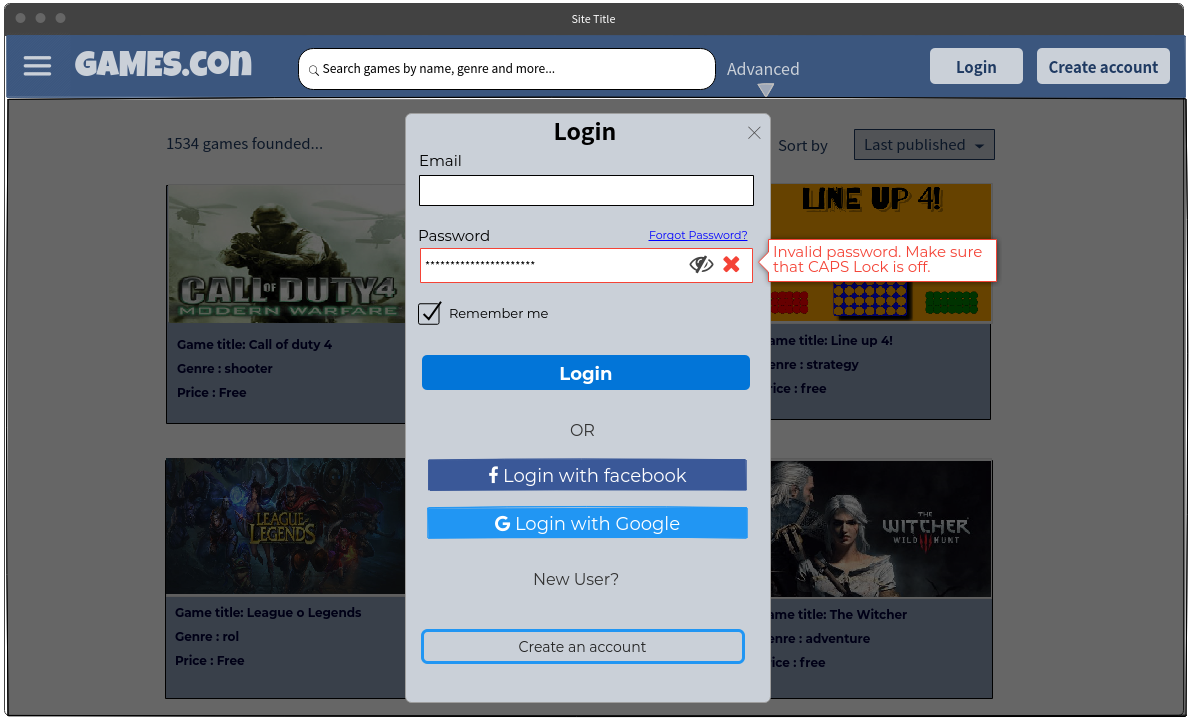 Site Title
GAMES.CON
Search games by name, genre and more...
Advanced
Login
Create account
1534 games founded...
Sort by
Last published
CALL OF DUTY 4
MODERN WARFARE
Game title: Call of duty 4
Genre : shooter
Price : Free
LINE UP 4!
ame title: Line up 4!
enre : strategy
ice : free
LEAGUE
LEGENDS
Game title: League o Legends
Genre : rol
Price : Free
THE
WITCHER
WILD HUNT
ame title: The Witcher
enre : adventure
ice : free
Login
Email
Password
Forgot Password?
**********************
Invalid password. Make sure
that CAPS Lock is off.
Remember me
Login
OR
f Login with facebook
G Login with Google
New User?
Create an account